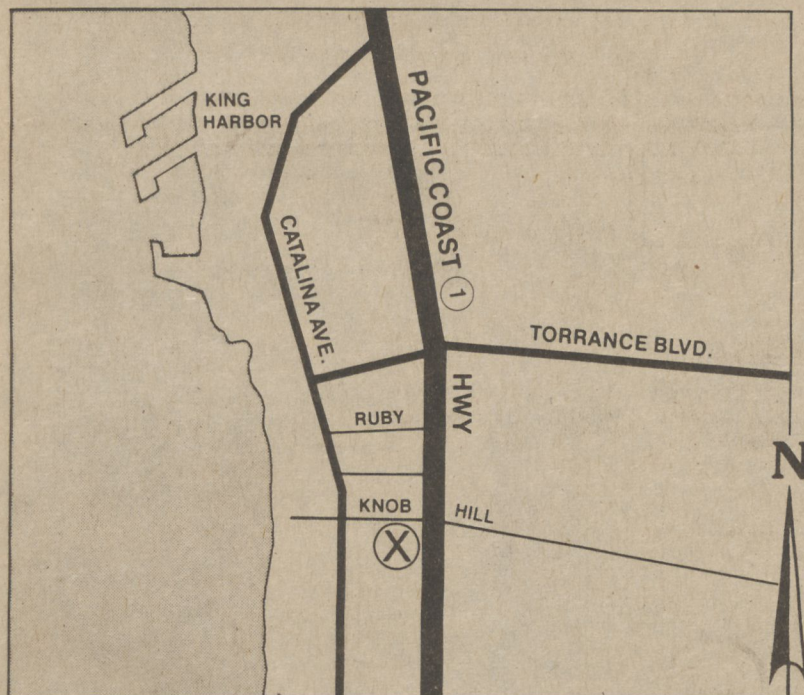 KING
HARBOR
PACIFIC COAST 1
CATALINA AVE.
TORRANCE BLVD.
HWY
RUBY
N
KNOB
HILL
X